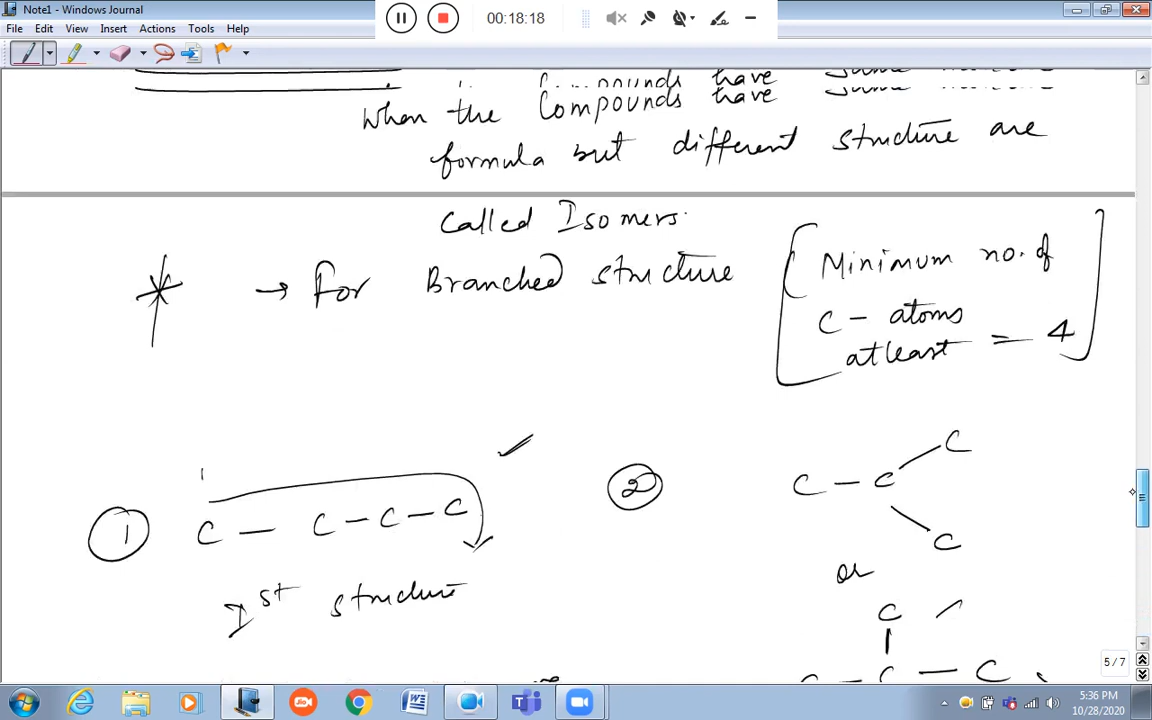 Note1 - Windows Journal
00:18:18
File Edit View Insert Actions Tools Help
When the Compounds have
formula but different structure are
Called Isomers.
→ For Branched structure [Minimum no. of
C - atoms
atleast = 4]
✓
1 C - C - C - C
Ist structure
2 C - C
C
C
or
C
C - C
5 / 7
W
5:36 PM
10/28/2020